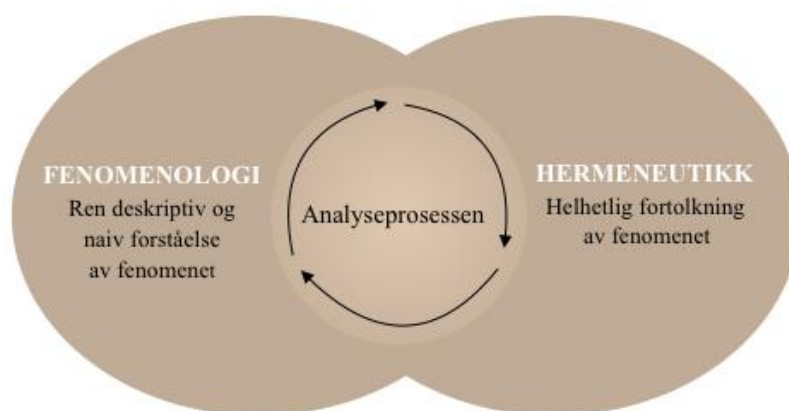 FENOMENOLOGI
Ren deskriptiv og
naiv forståelse
av fenomenet
Analyseprosessen
HERMENEUTIKK
Helhetlig fortolkning
av fenomenet